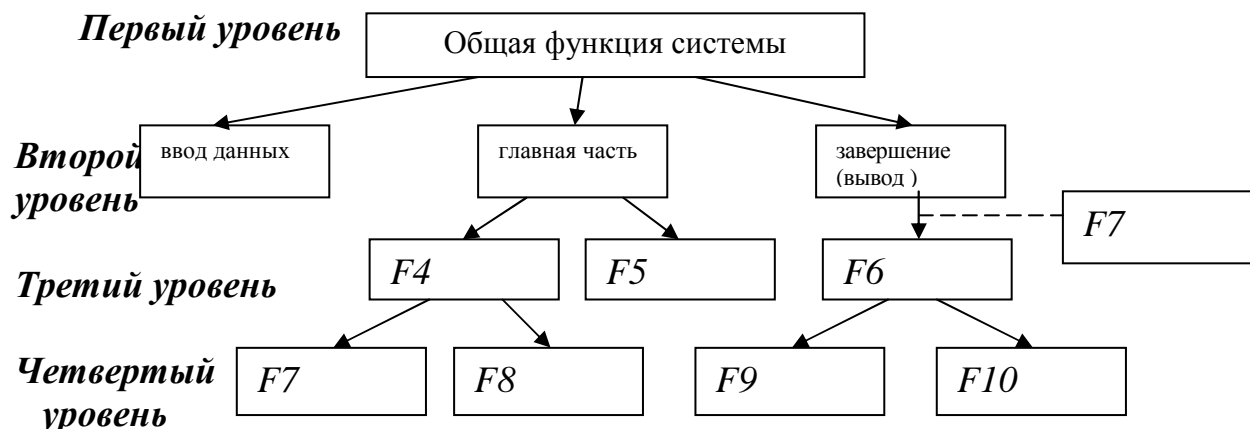 Первый уровень
Общая функция системы
Второй
уровень
ввод данных
главная часть
завершение
(вывод )
F7
Третий уровень
F4
F5
F6
Четвертый
уровень
F7
F8
F9
F10